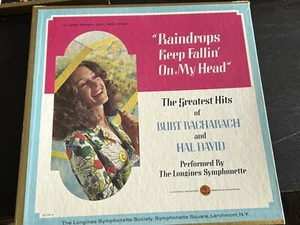 "Raindrops
Keep Fallin'
On My Head"
The Greatest Hits
of
BURT BACHARACH
and
HAL DAVID
Performed By
The Longines Symphonette
The Longines Symphonette Society, Symphonette Square, Larchmont, N.Y.